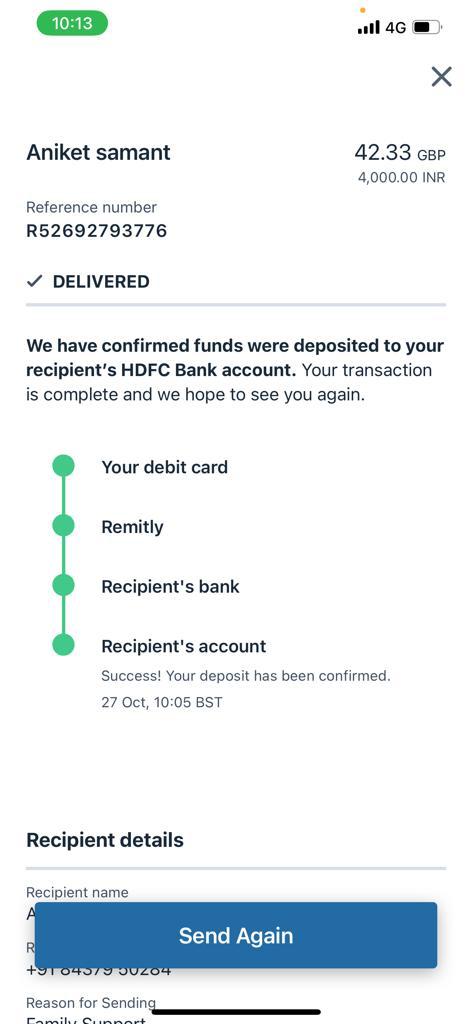 10:13
4G
Aniket samant
42.33 GBP
4,000.00 INR
Reference number
R52692793776
DELIVERED
We have confirmed funds were deposited to your
recipient's HDFC Bank account. Your transaction
is complete and we hope to see you again.
Your debit card
Remitly
Recipient's bank
Recipient's account
Success! Your deposit has been confirmed.
27 Oct, 10:05 BST
Recipient details
Recipient name
Send Again
+91 84379 50284
Reason for Sending
Family Support